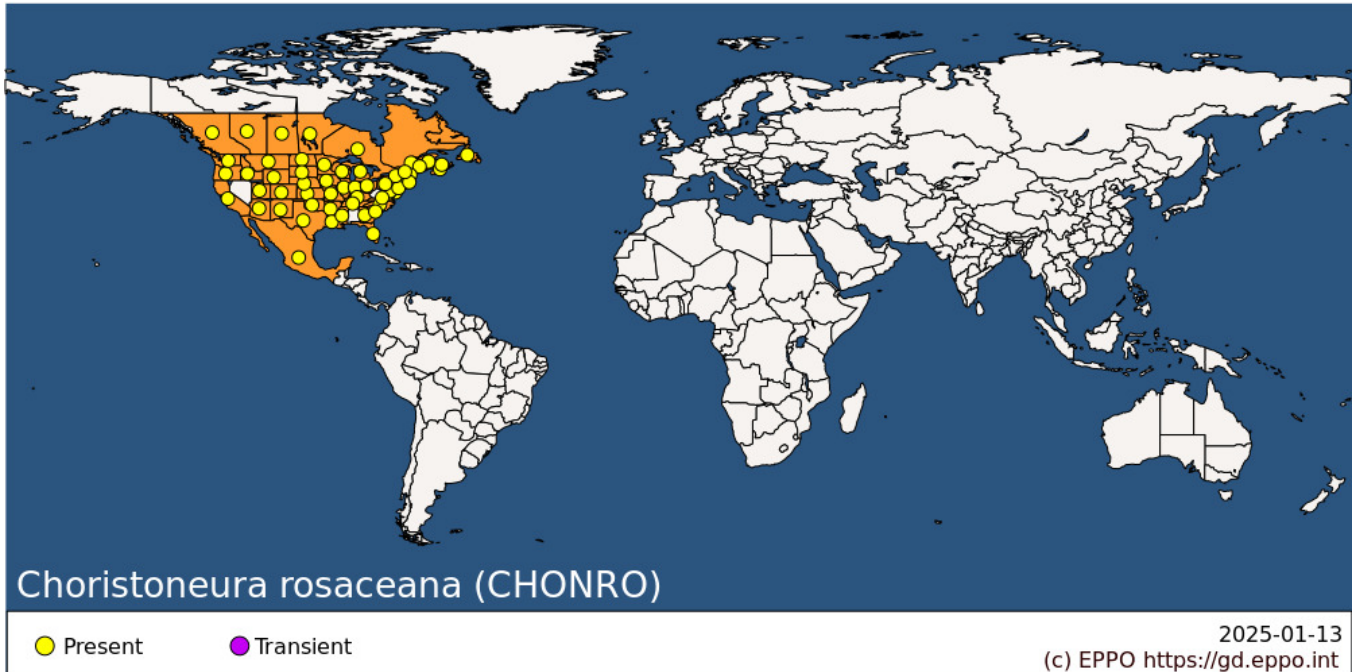 Choristoneura rosaceana (CHONRO)
Present
Transient
2025-01-13
(c) EPPO https://gd.eppo.int